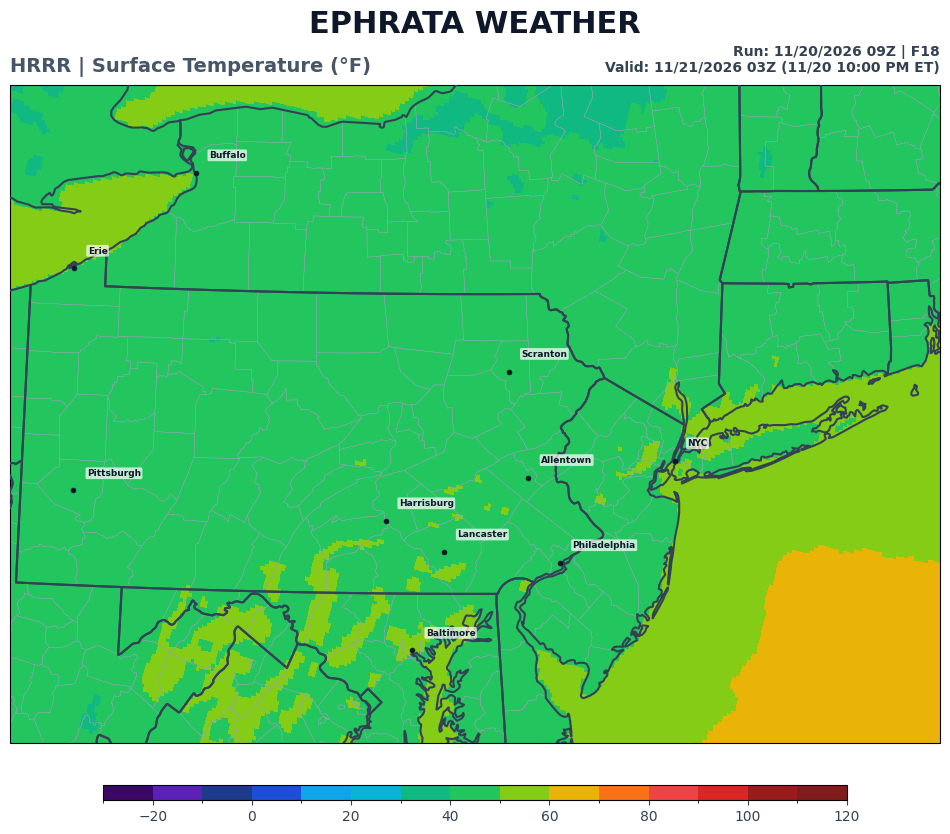 EPHRATA WEATHER
HRRR | Surface Temperature (°F)
Run: 11/20/2026 09Z | F18
Valid: 11/21/2026 03Z (11/20 10:00 PM ET)
Buffalo
Erie
Scranton
NYC
Allentown
Pittsburgh
Harrisburg
Lancaster
Philadelphia
Baltimore
−20 0 20 40 60 80 100 120